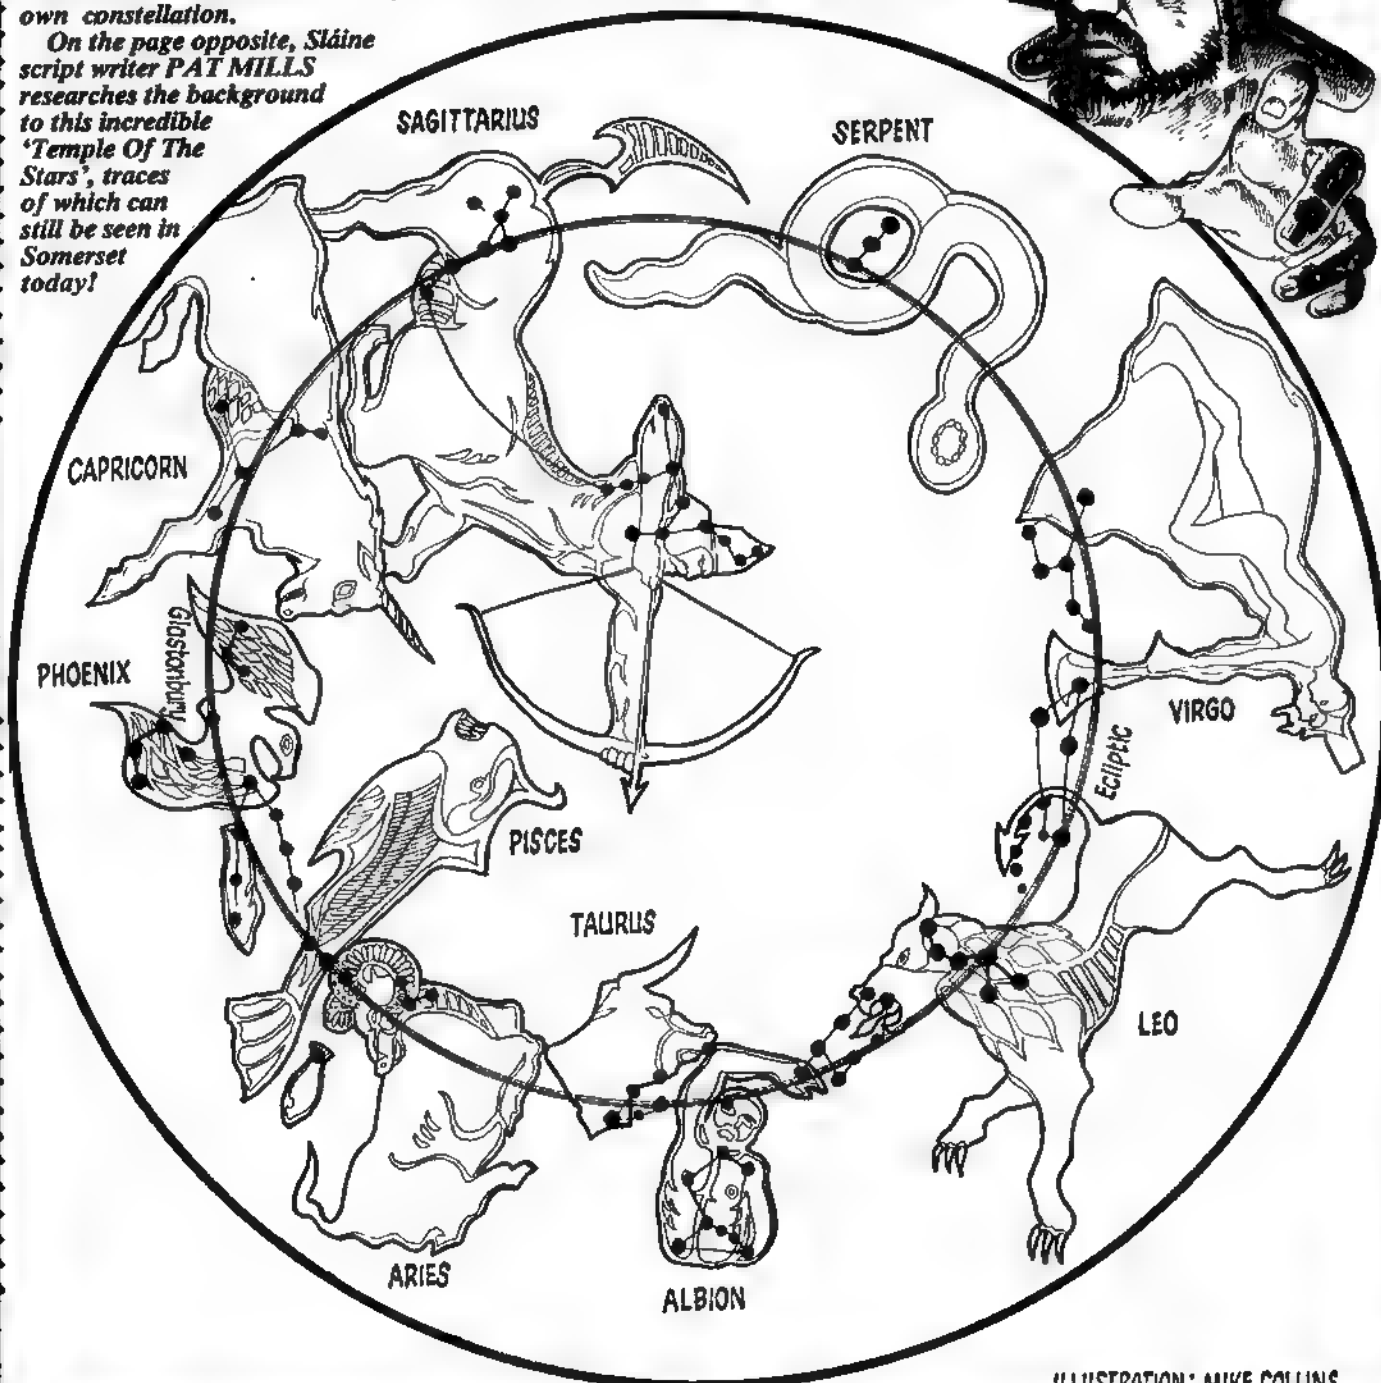 own constellation.
On the page opposite, Sláine
script writer PAT MILLS
researches the background
to this incredible
'Temple Of The
Stars', traces
of which can
still be seen in
Somerset
today!
SAGITTARIUS
SERPENT
CAPRICORN
PHOENIX
Glastonbury
VIRGO
Ecliptic
PISCES
TAURUS
LEO
ARIES
ALBION
ILLUSTRATION: MIKE COLLINS